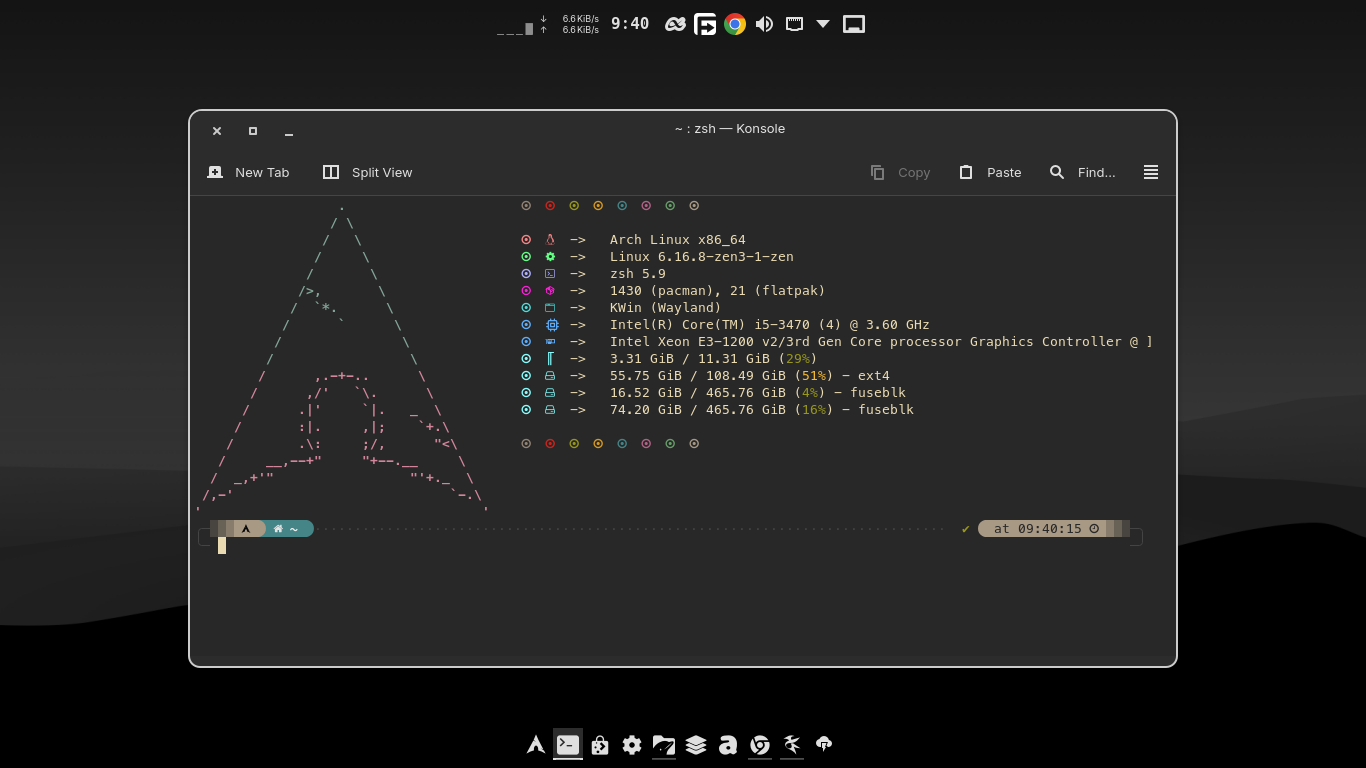 6.6 KiB/s
6.6 KiB/s
9:40
~ : zsh — Konsole
New Tab
Split View
Copy
Paste
Find...
—> Arch Linux x86_64
—> Linux 6.16.8-zen3-1-zen
—> zsh 5.9
—> 1430 (pacman), 21 (flatpak)
—> KWin (Wayland)
—> Intel(R) Core(TM) i5-3470 (4) @ 3.60 GHz
—> Intel Xeon E3-1200 v2/3rd Gen Core processor Graphics Controller @ ]
—> 3.31 GiB / 11.31 GiB (29%)
—> 55.75 GiB / 108.49 GiB (51%) - ext4
—> 16.52 GiB / 465.76 GiB (4%) - fuseblk
—> 74.20 GiB / 465.76 GiB (16%) - fuseblk
~
✔ at 09:40:15